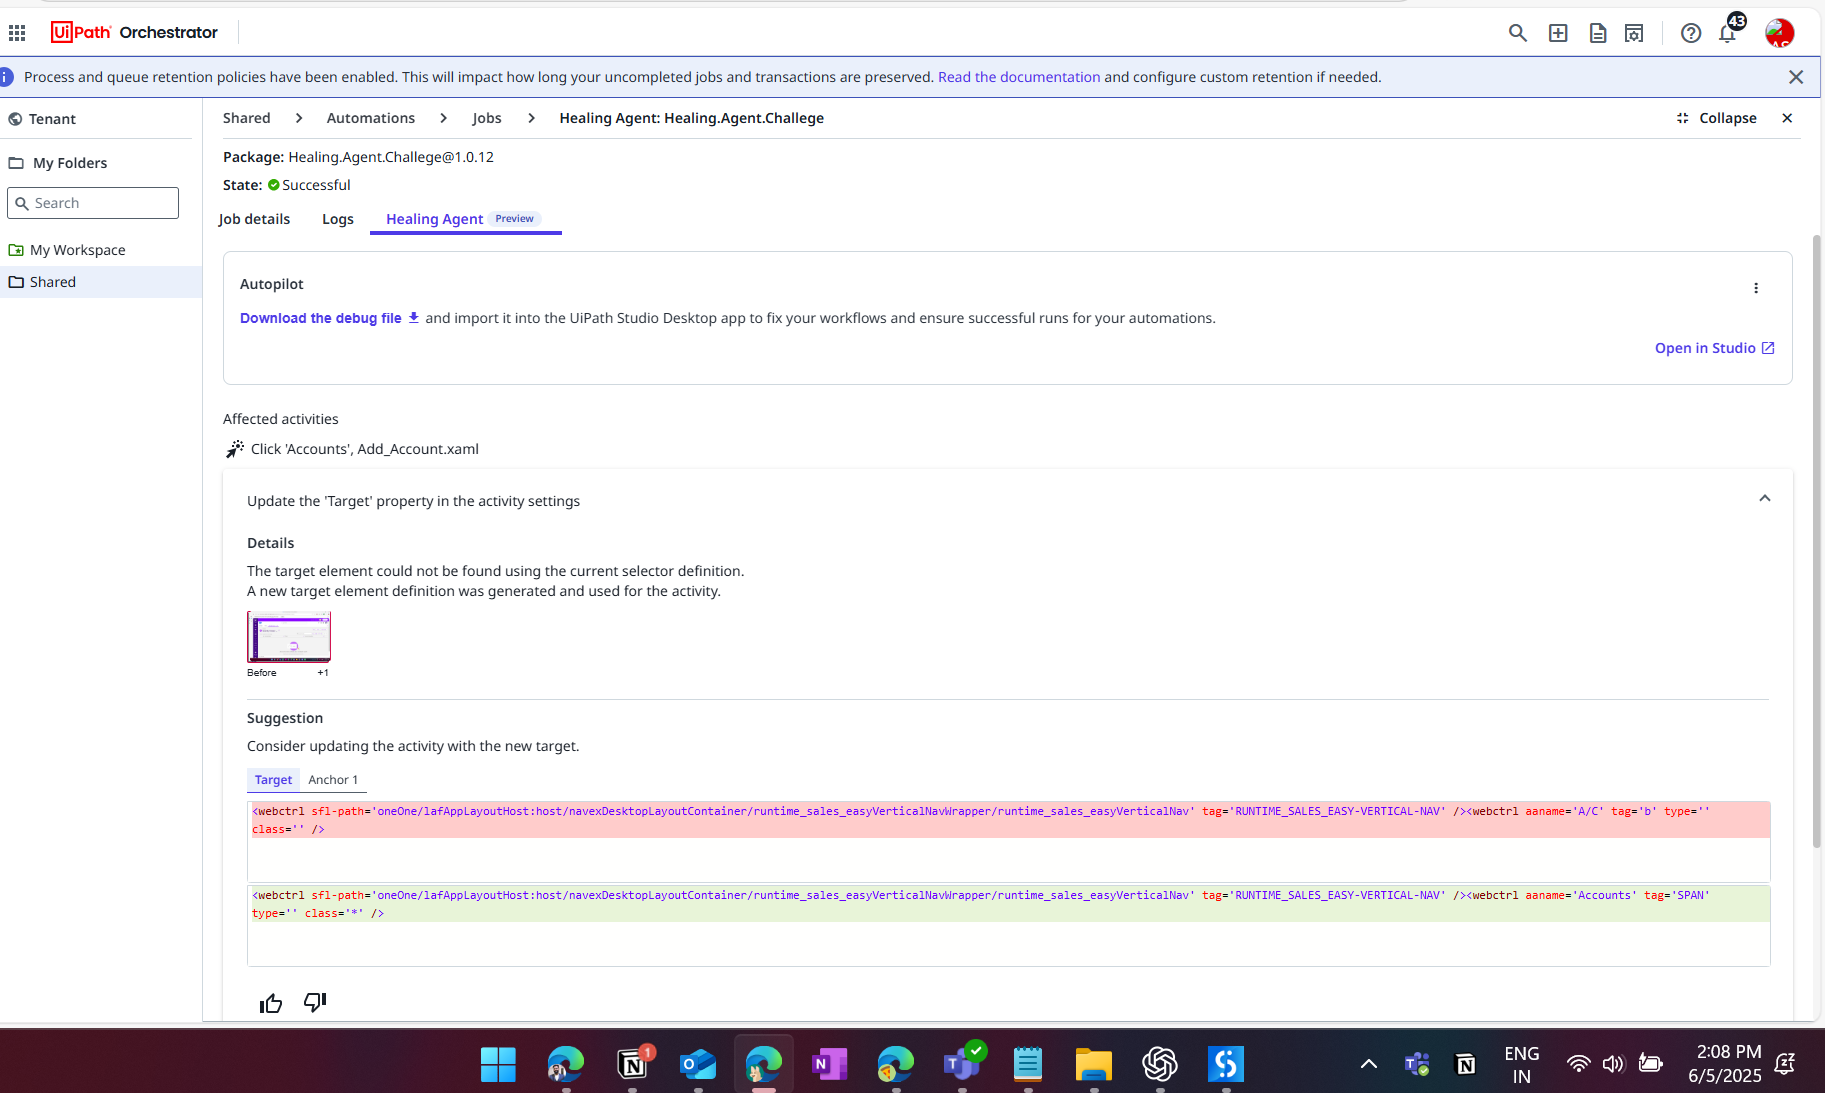 UiPath Orchestrator
43
Process and queue retention policies have been enabled. This will impact how long your uncompleted jobs and transactions are preserved. Read the documentation and configure custom retention if needed.
Tenant
My Folders
Search
My Workspace
Shared
Shared > Automations > Jobs > Healing Agent: Healing.Agent.Challege
Collapse
Package: Healing.Agent.Challege@1.0.12
State: Successful
Job details Logs Healing Agent Preview
Autopilot
Download the debug file and import it into the UiPath Studio Desktop app to fix your workflows and ensure successful runs for your automations.
Open in Studio
Affected activities
Click 'Accounts', Add_Account.xaml
Update the 'Target' property in the activity settings
Details
The target element could not be found using the current selector definition.
A new target element definition was generated and used for the activity.
Before +1
Suggestion
Consider updating the activity with the new target.
Target Anchor 1
<webctrl sfl-path='oneOne/lafAppLayoutHost:host/navexDesktopLayoutContainer/runtime_sales_easyVerticalNavWrapper/runtime_sales_easyVerticalNav' tag='RUNTIME_SALES_EASY-VERTICAL-NAV' /><webctrl aaname='A/C' tag='b' type=''
class='' />
<webctrl sfl-path='oneOne/lafAppLayoutHost:host/navexDesktopLayoutContainer/runtime_sales_easyVerticalNavWrapper/runtime_sales_easyVerticalNav' tag='RUNTIME_SALES_EASY-VERTICAL-NAV' /><webctrl aaname='Accounts' tag='SPAN'
type='' class='*' />
1
ENG
IN
2:08 PM
6/5/2025